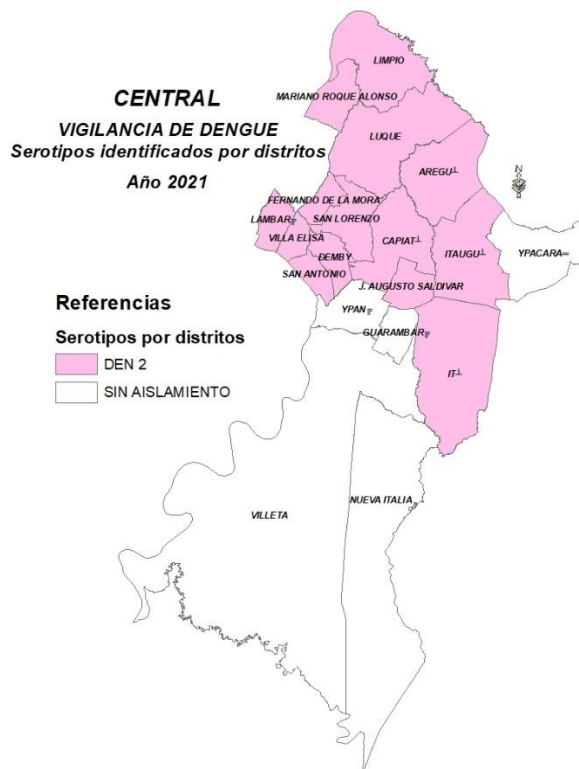 CENTRAL
VIGILANCIA DE DENGUE
Serotipos identificados por distritos
Año 2021
LIMPIO
MARIANO ROQUE ALONSO
LUQUE
AREGU
N
FERNANDO DE LA MORA
LAMBAR
SAN LORENZO
VILLA ELISA
CAPIAT
ITAUGU
YPACARA
ÐEMBY
SAN ANTONIO
J. AUGUSTO SALDIVAR
YPAN
GUARAMBAR
IT
Referencias
Serotipos por distritos
DEN 2
SIN AISLAMIENTO
NUEVA ITALIA
VILLETA